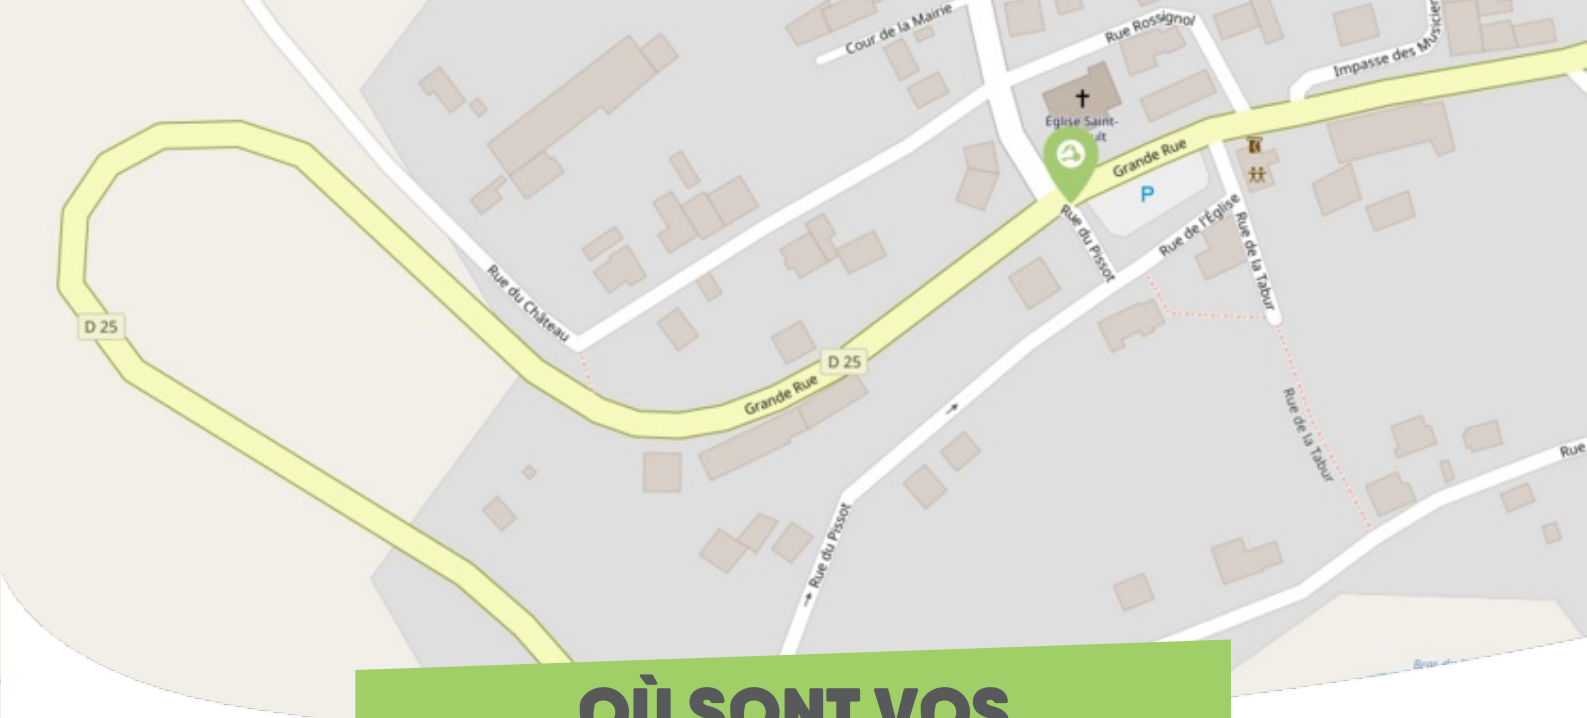 Cour de la Mairie
Rue Rossignol
Impasse des Musicien
Église Saint-
ult
Grande Rue
P
Rue du Pissot
Rue de l'Église
Rue de la Tabur
Rue du Château
D 25
D 25
Grande Rue
Rue de la Tabur
Rue
Rue du Pissot
OÙ SONT VOS